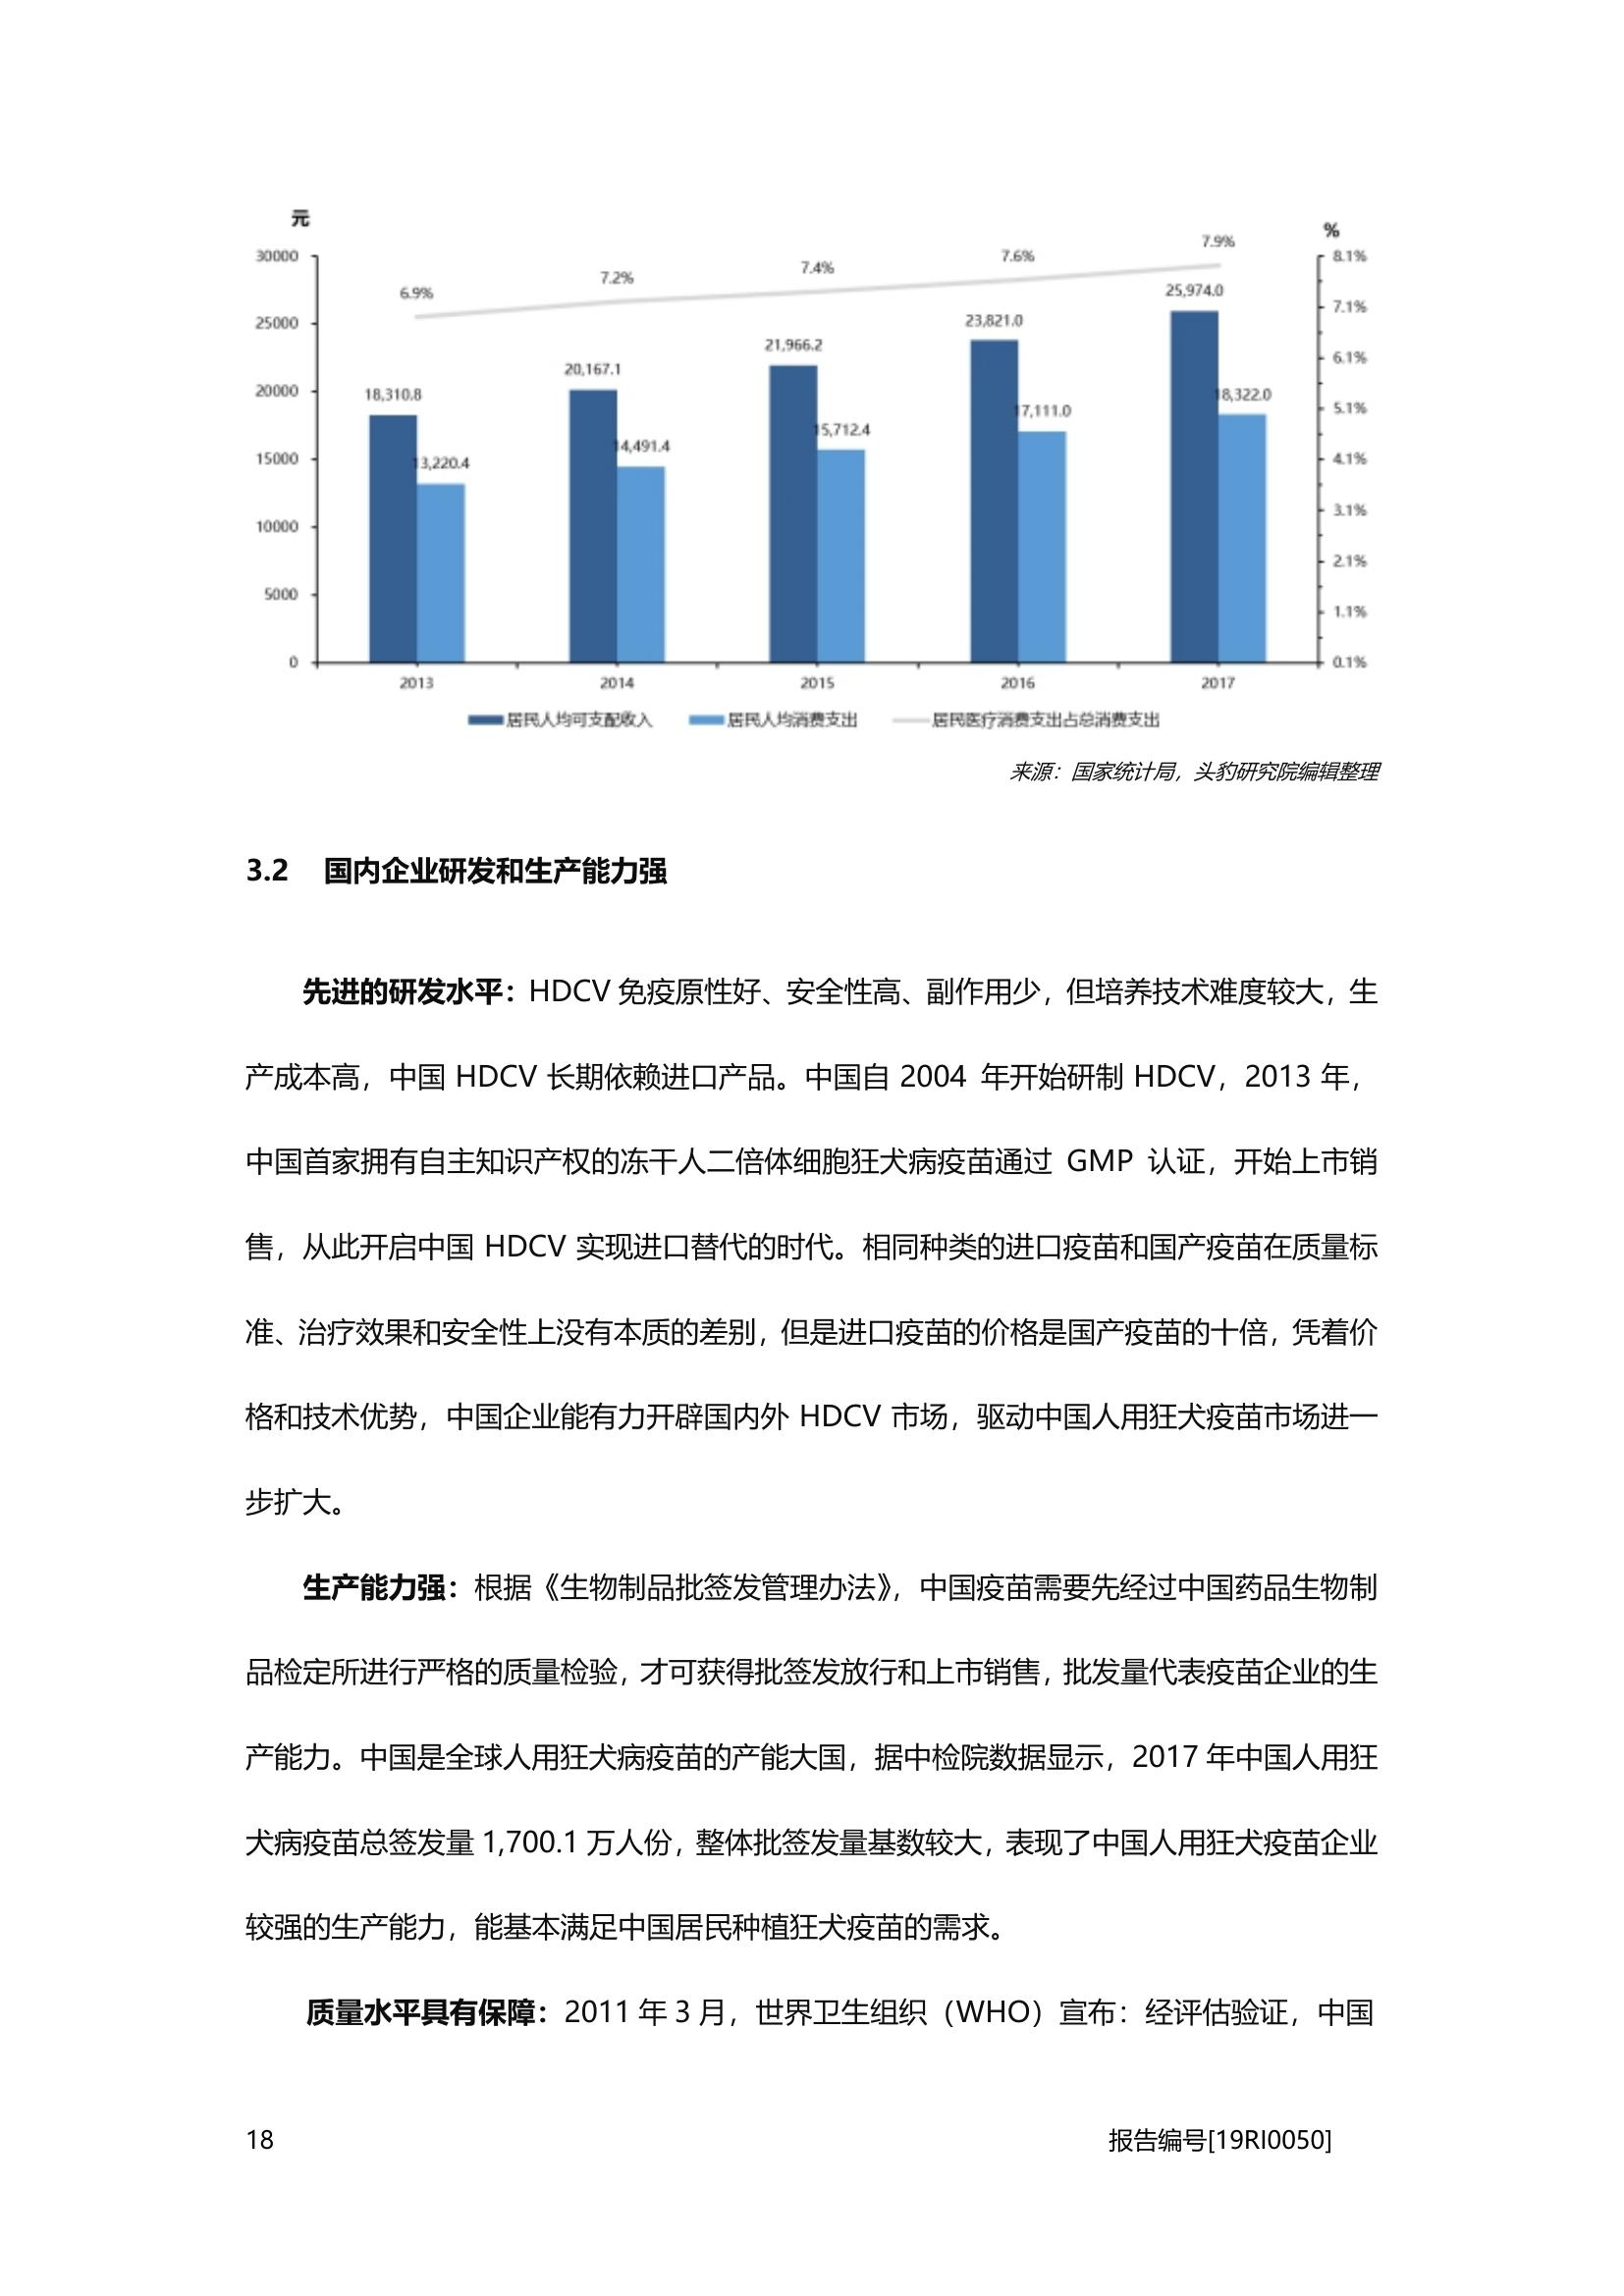 元
%
30000
25000
20000
15000
10000
5000
0
8.1%
7.1%
6.1%
5.1%
4.1%
3.1%
2.1%
1.1%
0.1%
6.9%
7.2%
7.4%
7.6%
7.9%
18,310.8
20,167.1
21,966.2
23,821.0
25,974.0
13,220.4
14,491.4
15,712.4
17,111.0
18,322.0
2013 2014 2015 2016 2017
居民人均可支配收入 居民人均消费支出 居民医疗消费支出占总消费支出
来源：国家统计局，头豹研究院编辑整理
3.2 国内企业研发和生产能力强
先进的研发水平：HDCV 免疫原性好、安全性高、副作用少，但培养技术难度较大，生
产成本高，中国 HDCV 长期依赖进口产品。中国自 2004 年开始研制 HDCV，2013 年，
中国首家拥有自主知识产权的冻干人二倍体细胞狂犬病疫苗通过 GMP 认证，开始上市销
售，从此开启中国 HDCV 实现进口替代的时代。相同种类的进口疫苗和国产疫苗在质量标
准、治疗效果和安全性上没有本质的差别，但是进口疫苗的价格是国产疫苗的十倍，凭着价
格和技术优势，中国企业能有力开辟国内外 HDCV 市场，驱动中国人用狂犬疫苗市场进一
步扩大。
生产能力强：根据《生物制品批签发管理办法》，中国疫苗需要先经过中国药品生物制
品检定所进行严格的质量检验，才可获得批签发放行和上市销售，批发量代表疫苗企业的生
产能力。中国是全球人用狂犬病疫苗的产能大国，据中检院数据显示，2017 年中国人用狂
犬病疫苗总签发量 1,700.1 万人份，整体批签发量基数较大，表现了中国人用狂犬疫苗企业
较强的生产能力，能基本满足中国居民种植狂犬疫苗的需求。
质量水平具有保障：2011 年 3 月，世界卫生组织（WHO）宣布：经评估验证，中国
18
报告编号[19RI0050]